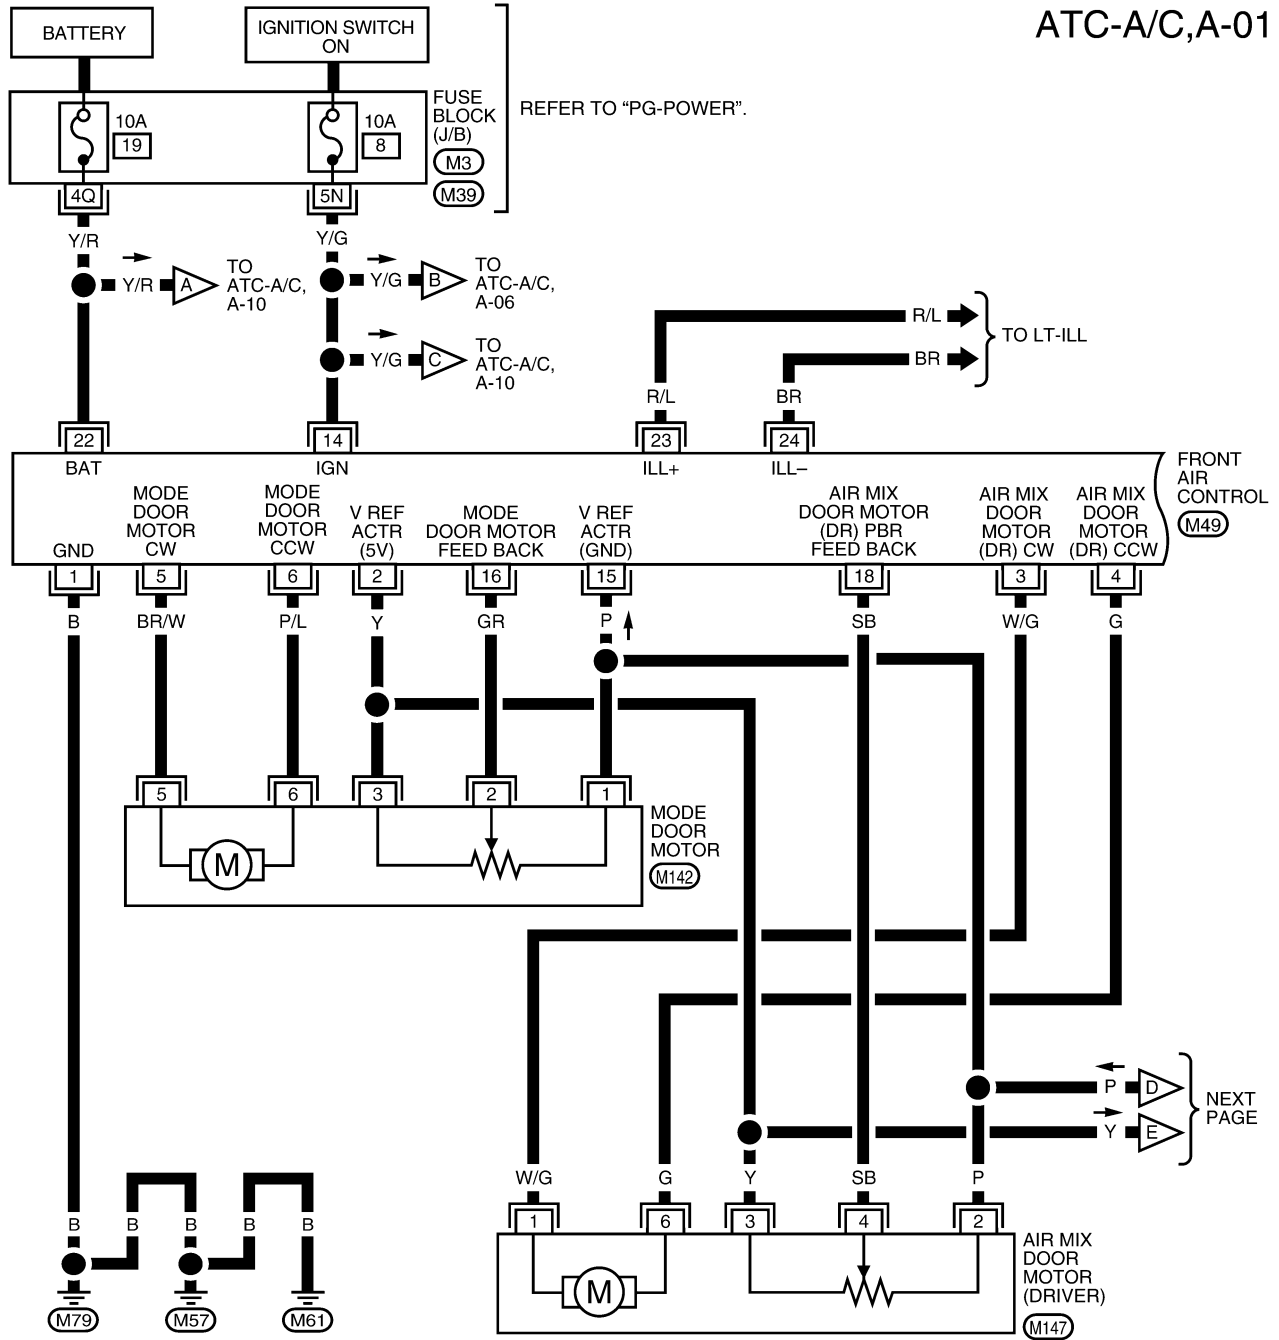 ATC-A/C,A-01
BATTERY
IGNITION SWITCH
ON
10A
19
10A
8
FUSE
BLOCK
(J/B)
M3
M39
REFER TO “PG-POWER”.
4Q
5N
Y/R
Y/G
Y/R
A
TO
ATC-A/C,
A-10
Y/G
B
TO
ATC-A/C,
A-06
Y/G
C
TO
ATC-A/C,
A-10
R/L
BR
TO LT-ILL
R/L
BR
22
14
23
24
BAT
IGN
ILL+
ILL–
FRONT
AIR
CONTROL
M49
GND
MODE
DOOR
MOTOR
CW
MODE
DOOR
MOTOR
CCW
V REF
ACTR
(5V)
MODE
DOOR MOTOR
FEED BACK
V REF
ACTR
(GND)
AIR MIX
DOOR MOTOR
(DR) PBR
FEED BACK
AIR MIX
DOOR
MOTOR
(DR) CW
AIR MIX
DOOR
MOTOR
(DR) CCW
1
5
6
2
16
15
18
3
4
B
BR/W
P/L
Y
GR
P
SB
W/G
G
5
6
3
2
1
M
MODE
DOOR
MOTOR
M142
P
D
Y
E
NEXT
PAGE
W/G
G
Y
SB
P
1
6
3
4
2
M
AIR MIX
DOOR
MOTOR
(DRIVER)
M147
B
B
B
B
B
M79
M57
M61